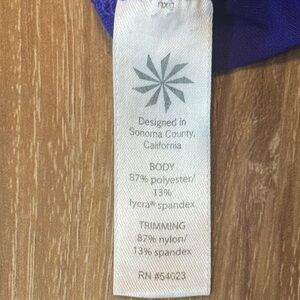 Designed in
Sonoma County,
California
BODY
87% polyester/
13%
lycra® spandex
TRIMMING
87% nylon/
13% spandex
RN #54023